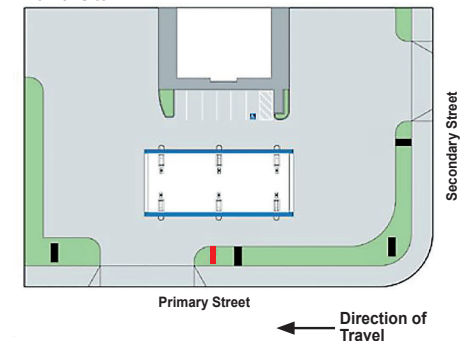 Secondary Street
Primary Street
Direction of
Travel